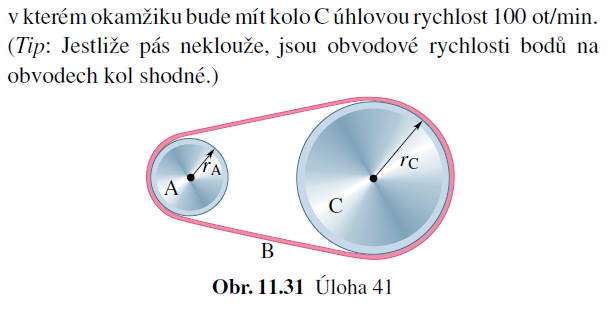 v kterém okamžiku bude mít kolo C úhlovou rychlost 100 ot/min.
(Tip: Jestliže pás neklouže, jsou obvodové rychlosti bodů na
obvodech kol shodné.)
rA
rC
A
C
B
Obr. 11.31 Úloha 41